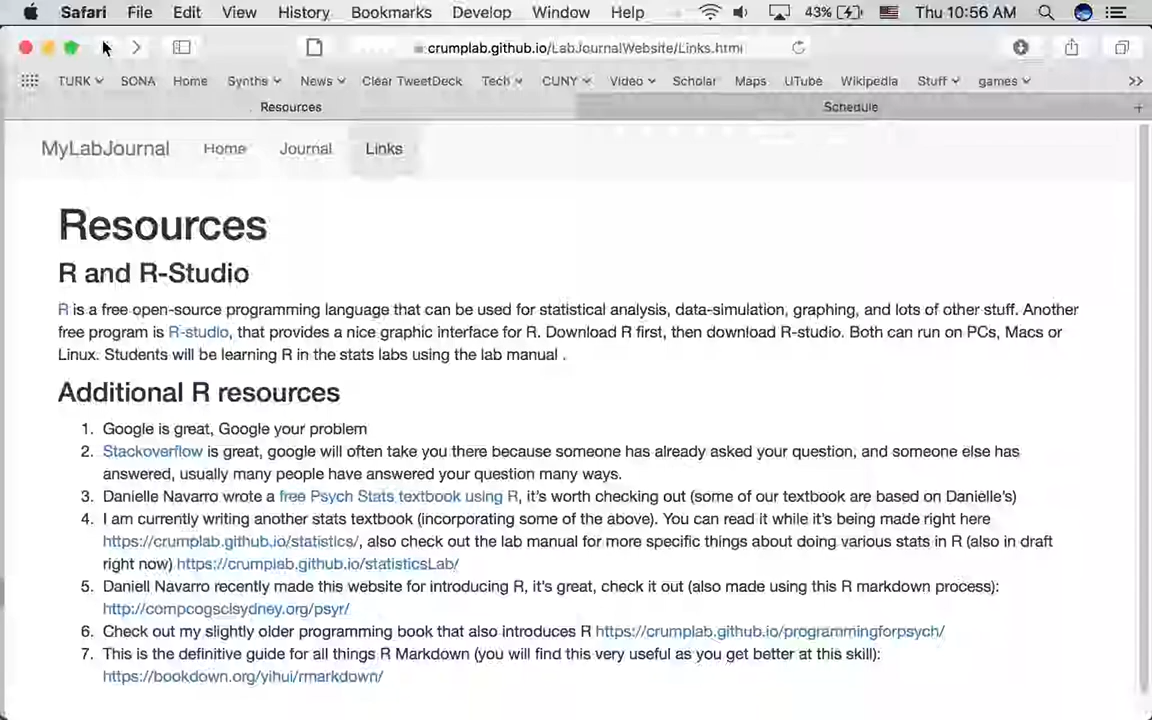 Safari File Edit View History Bookmarks Develop Window Help 43% Thu 10:56 AM
crumplab.github.io/LabJournalWebsite/Links.html
TURK SONA Home Synths News Clear TweetDeck Tech CUNY Video Scholar Maps UTube Wikipedia Stuff games >>
Resources Schedule +
MyLabJournal Home Journal Links
Resources
R and R-Studio
R is a free open-source programming language that can be used for statistical analysis, data-simulation, graphing, and lots of other stuff. Another
free program is R-studio, that provides a nice graphic interface for R. Download R first, then download R-studio. Both can run on PCs, Macs or
Linux. Students will be learning R in the stats labs using the lab manual .
Additional R resources
1. Google is great, Google your problem
2. Stackoverflow is great, google will often take you there because someone has already asked your question, and someone else has
answered, usually many people have answered your question many ways.
3. Danielle Navarro wrote a free Psych Stats textbook using R, it's worth checking out (some of our textbook are based on Danielle's)
4. I am currently writing another stats textbook (incorporating some of the above). You can read it while it's being made right here
https://crumplab.github.io/statistics/, also check out the lab manual for more specific things about doing various stats in R (also in draft
right now) https://crumplab.github.io/statisticsLab/
5. Daniell Navarro recently made this website for introducing R, it's great, check it out (also made using this R markdown process):
http://compcogscisydney.org/psyr/
6. Check out my slightly older programming book that also introduces R https://crumplab.github.io/programmingforpsych/
7. This is the definitive guide for all things R Markdown (you will find this very useful as you get better at this skill):
https://bookdown.org/yihui/rmarkdown/